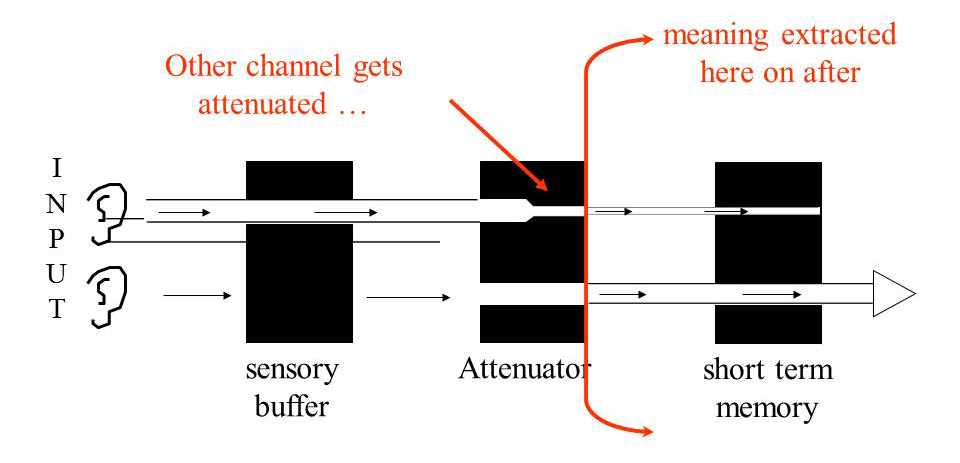 meaning extracted
here on after
Other channel gets
attenuated …
I
N
P
U
T
sensory
buffer
Attenuator
short term
memory